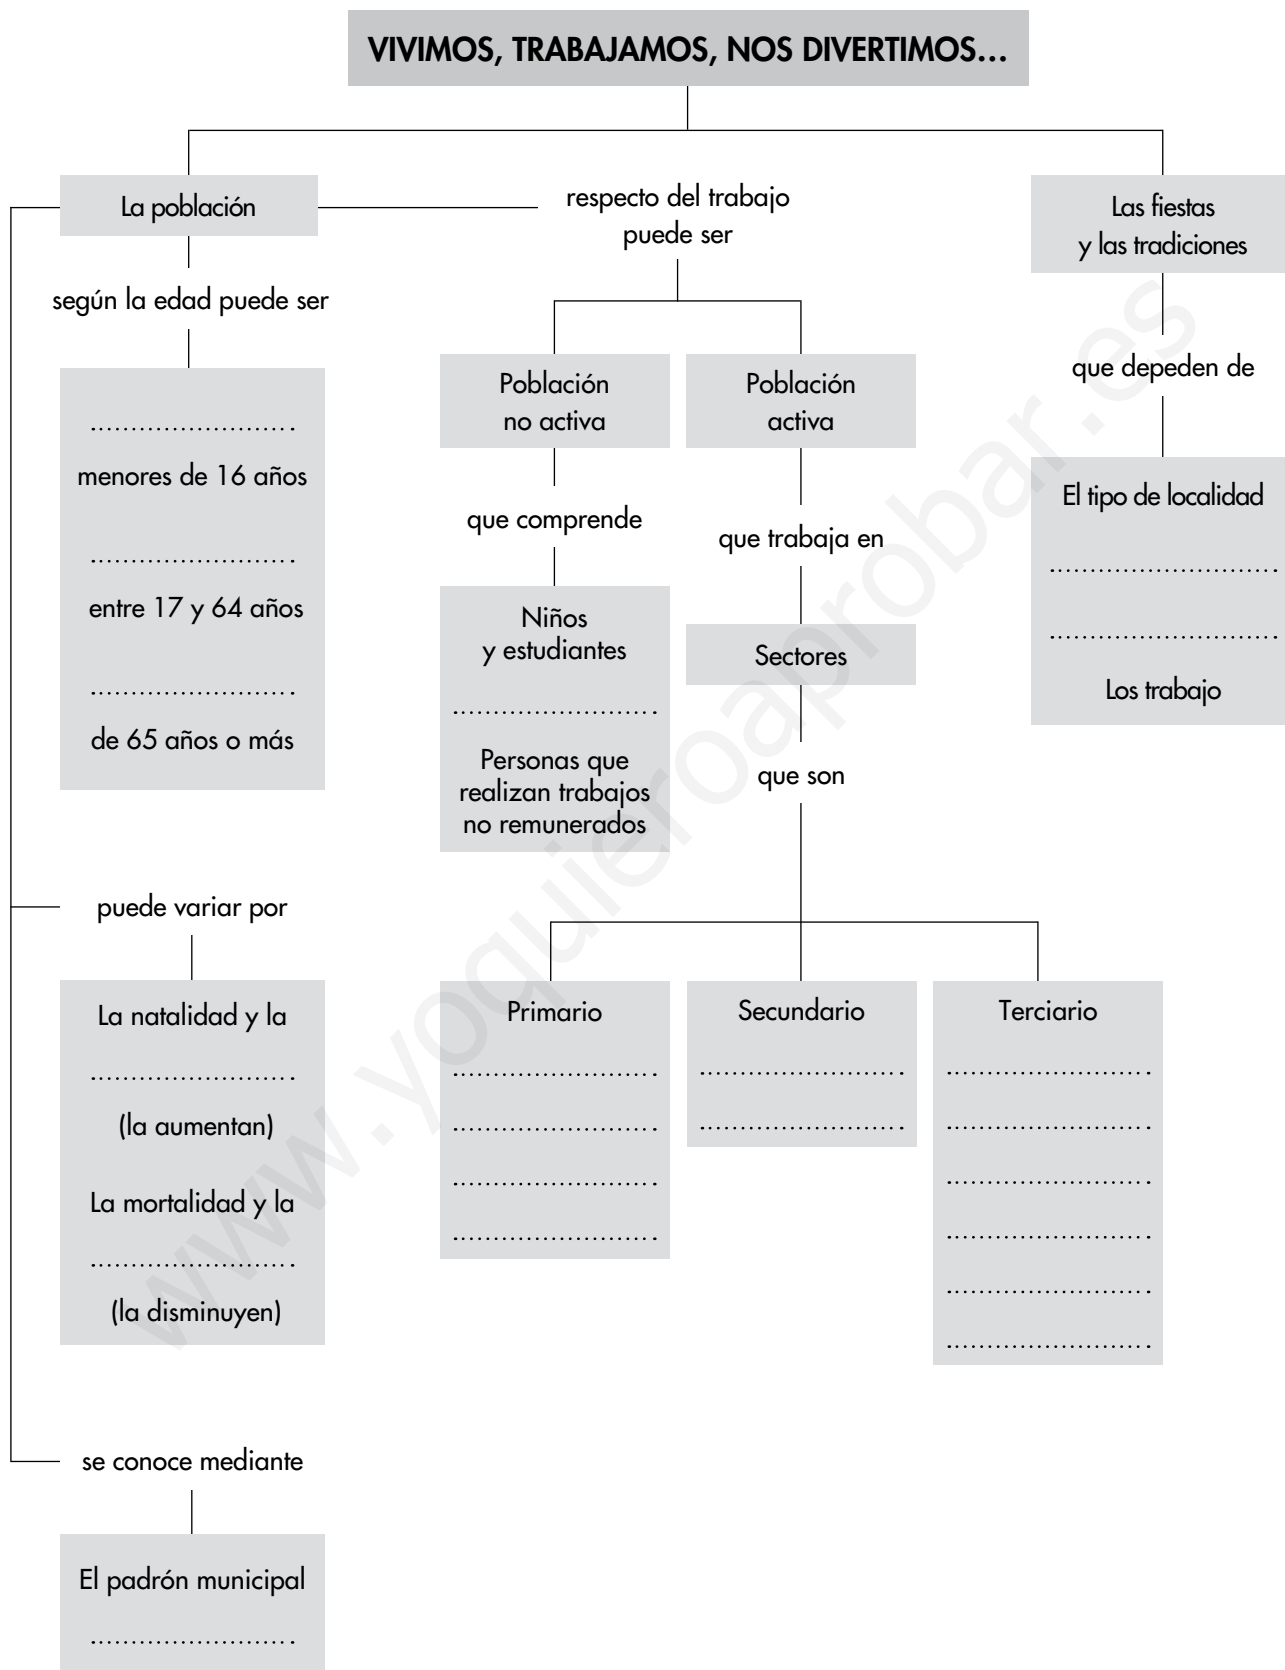 VIVIMOS, TRABAJAMOS, NOS DIVERTIMOS…
La población
según la edad puede ser
........................
menores de 16 años
........................
entre 17 y 64 años
........................
de 65 años o más
puede variar por
La natalidad y la
........................
(la aumentan)
La mortalidad y la
........................
(la disminuyen)
se conoce mediante
El padrón municipal
........................
respecto del trabajo
puede ser
Población
no activa
que comprende
Niños
y estudiantes
........................
Personas que
realizan trabajos
no remunerados
Población
activa
que trabaja en
Sectores
que son
Primario
........................
........................
........................
........................
Secundario
........................
........................
Terciario
........................
........................
........................
........................
........................
........................
Las fiestas
y las tradiciones
que depeden de
El tipo de localidad
...........................
...........................
Los trabajo
www.yoquieroaprobar.es